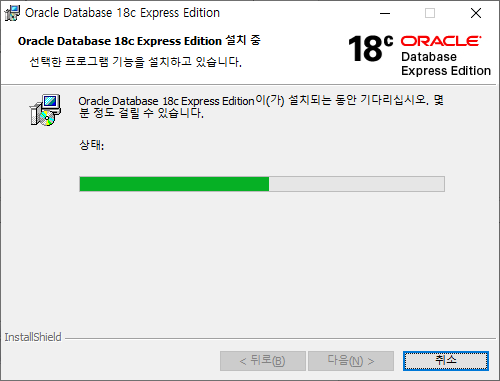 Oracle Database 18c Express Edition
Oracle Database 18c Express Edition 설치 중
선택한 프로그램 기능을 설치하고 있습니다.
18c ORACLE
Database
Express Edition
Oracle Database 18c Express Edition이(가) 설치되는 동안 기다리십시오. 몇
분 정도 걸릴 수 있습니다.
상태:
InstallShield
< 뒤로(B) 다음(N) > 취소